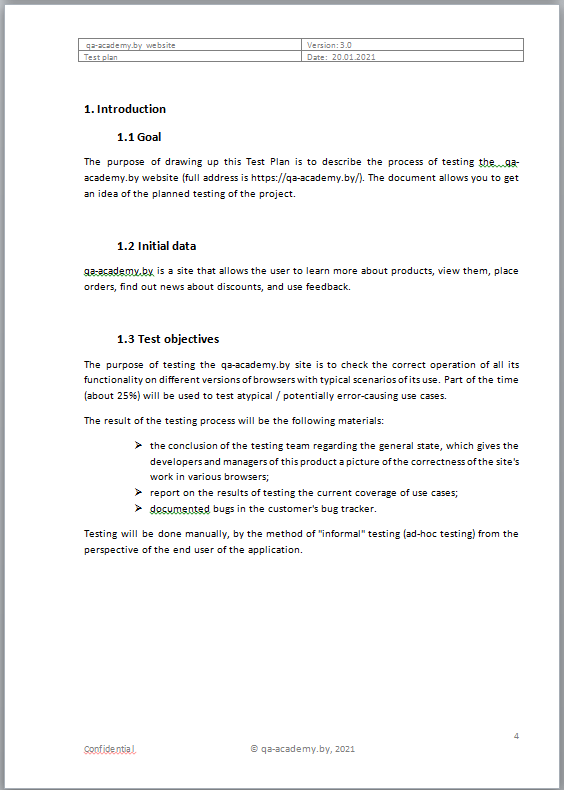 qa-academy.by website Version: 3.0
Test plan Date: 20.01.2021
1. Introduction
1.1 Goal
The purpose of drawing up this Test Plan is to describe the process of testing the qa-
academy.by website (full address is https://qa-academy.by/). The document allows you to get
an idea of the planned testing of the project.
1.2 Initial data
qa-academy.by is a site that allows the user to learn more about products, view them, place
orders, find out news about discounts, and use feedback.
1.3 Test objectives
The purpose of testing the qa-academy.by site is to check the correct operation of all its
functionality on different versions of browsers with typical scenarios of its use. Part of the time
(about 25%) will be used to test atypical / potentially error-causing use cases.
The result of the testing process will be the following materials:
➢ the conclusion of the testing team regarding the general state, which gives the
developers and managers of this product a picture of the correctness of the site's
work in various browsers;
➢ report on the results of testing the current coverage of use cases;
➢ documented bugs in the customer's bug tracker.
Testing will be done manually, by the method of "informal" testing (ad-hoc testing) from the
perspective of the end user of the application.
4
Confidential © qa-academy.by, 2021